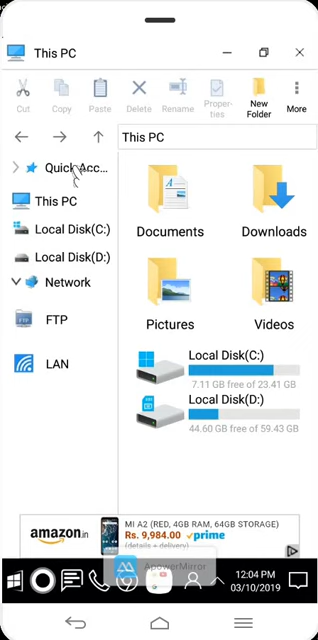 This PC
Cut
Copy
Paste
Delete
Rename
Proper-
ties
New
Folder
More
This PC
Quick Acc...
This PC
Local Disk(C:)
Local Disk(D:)
Network
FTP
LAN
Documents
Downloads
Pictures
Videos
Local Disk(C:)
7.11 GB free of 23.41 GB
Local Disk(D:)
44.60 GB free of 59.43 GB
amazon.in
MI A2 (RED, 4GB RAM, 64GB STORAGE)
Rs. 9,984.00 prime
(details + delivery)
ApowerMirror
12:04 PM
03/10/2019